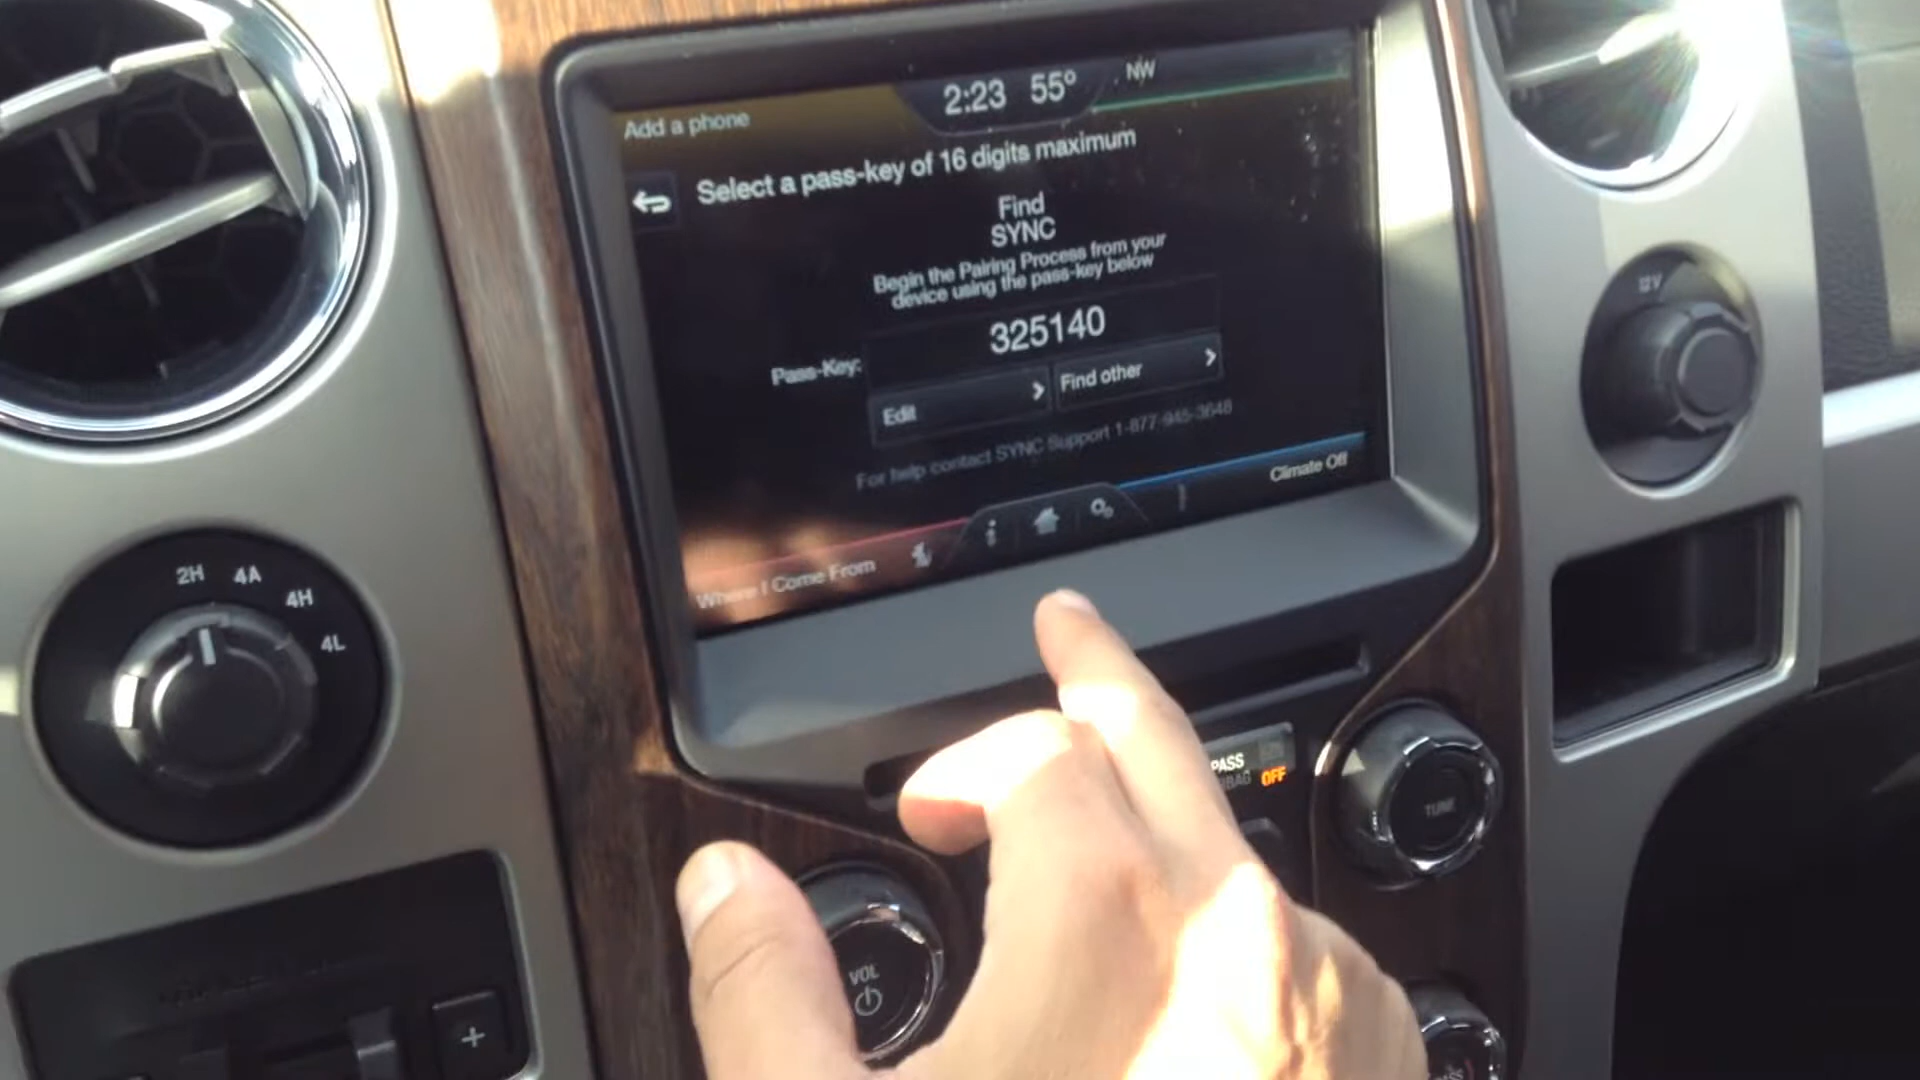 2:23 55° NW
Add a phone
Select a pass-key of 16 digits maximum
Find
SYNC
Begin the Pairing Process from your
device using the pass-key below
Pass-Key:
325140
Edit
Find other
For help contact SYNC Support 1-877-945-3648
Climate Off
Where I Come From
12V
2H 4A 4H 4L
PASS
OFF
TUNE
VOL
+